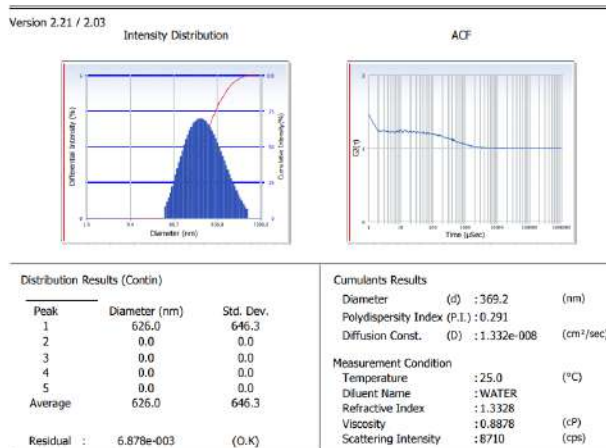 Version 2.21 / 2.03
Intensity Distribution
ACF
Differential Intensity (%)
Cumulative Intensity(%)
Diameter (nm)
G2(τ)
Time (μSec)
Distribution Results (Contin)
Peak Diameter (nm) Std. Dev.
1 626.0 646.3
2 0.0 0.0
3 0.0 0.0
4 0.0 0.0
5 0.0 0.0
Average 626.0 646.3
Residual : 6.878e-003 (O.K)
Cumulants Results
Diameter (d) :369.2 (nm)
Polydispersity Index (P.I.) :0.291
Diffusion Const. (D) :1.332e-008 (cm²/sec)
Measurement Condition
Temperature :25.0 (°C)
Diluent Name :WATER
Refractive Index :1.3328
Viscosity :0.8878 (cP)
Scattering Intensity :8710 (cps)